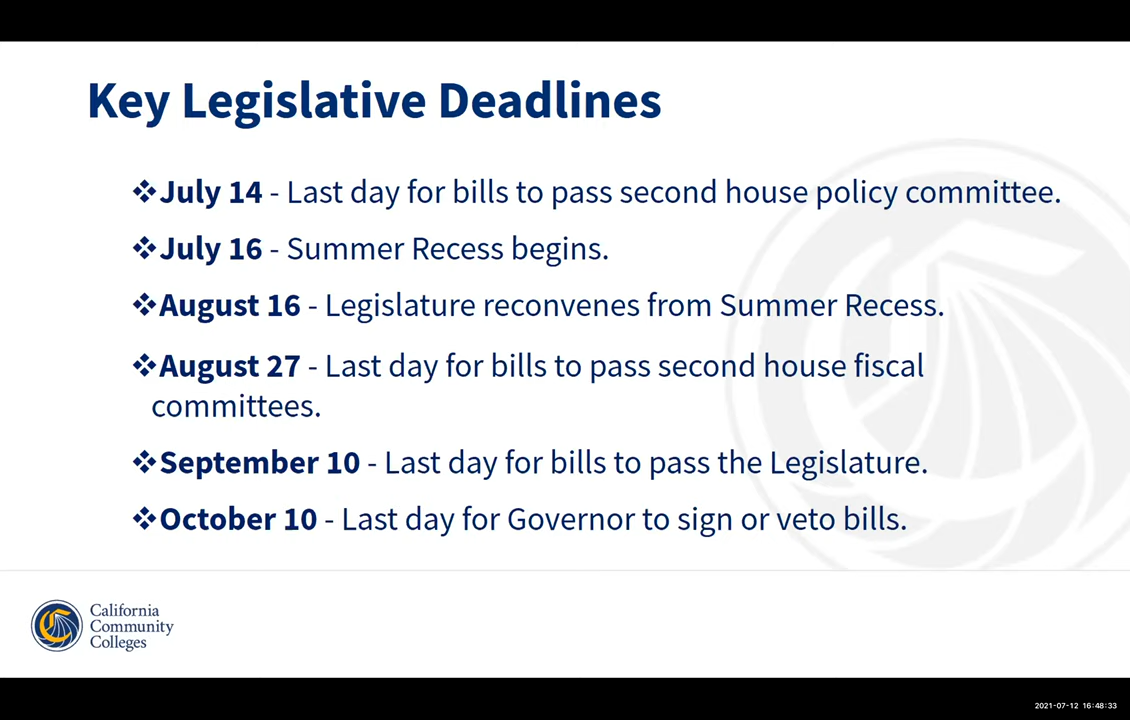 Key Legislative Deadlines
❖July 14 - Last day for bills to pass second house policy committee.
❖July 16 - Summer Recess begins.
❖August 16 - Legislature reconvenes from Summer Recess.
❖August 27 - Last day for bills to pass second house fiscal
committees.
❖September 10 - Last day for bills to pass the Legislature.
❖October 10 - Last day for Governor to sign or veto bills.
California
Community
Colleges
2021-07-12 16:48:33